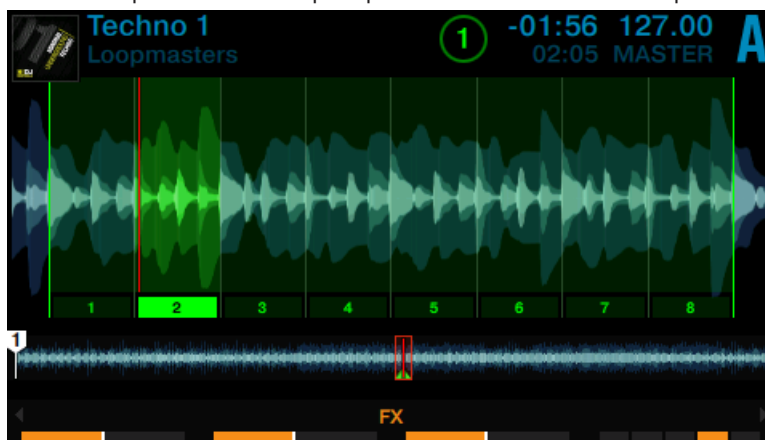 Techno 1
Loopmasters
1
-01:56 127.00
02:05 MASTER
A
1 2 3 4 5 6 7 8
1
FX